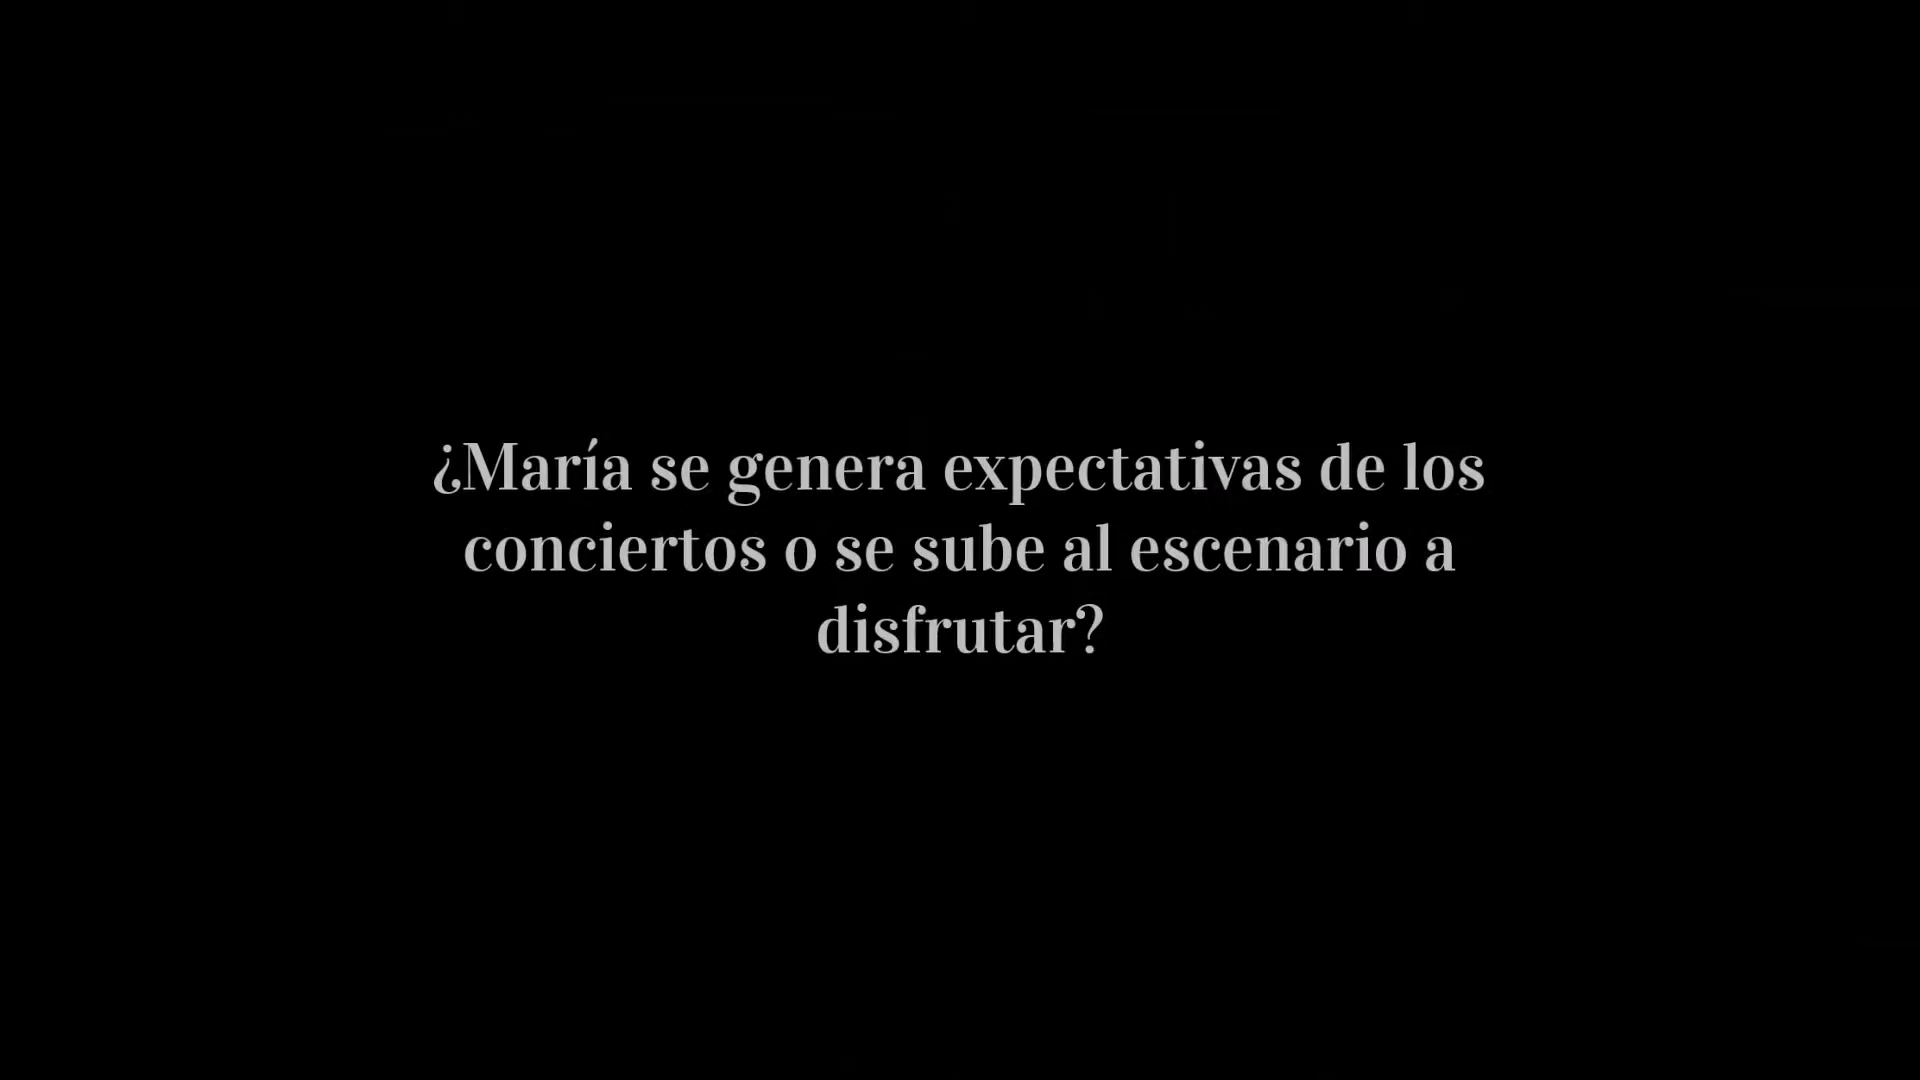 ¿María se genera expectativas de los
conciertos o se sube al escenario a
disfrutar?